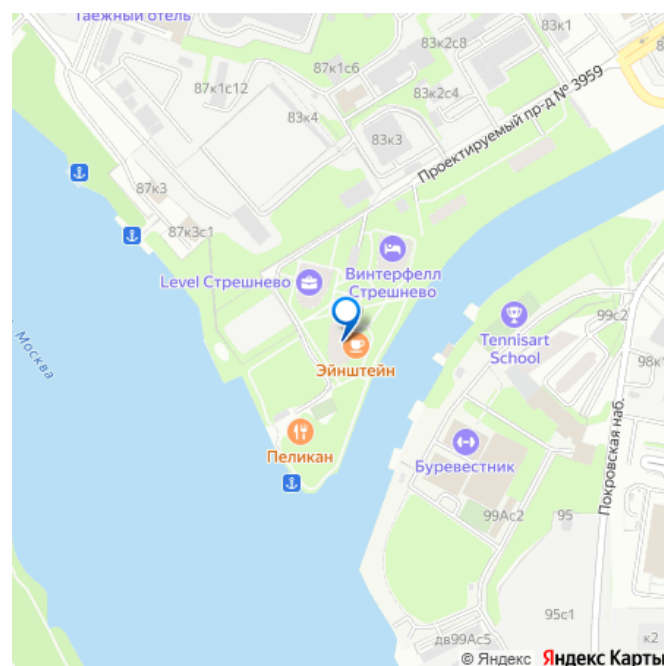 Таежный отель
83к1
83к2с8
87к1с6
87к1с12
83к2с4
83к4
83к3
Проектируемый пр-д № 3959
87к3
87к3с1
Level Стрешнево
Винтерфелл
Стрешнево
99с2
Москва
Tennisart
School
98к1
Эйнштейн
Покровская наб.
Пеликан
Буревестник
99Ас2
95
95с1
дв99Ас5
к2
© Яндекс Яндекс Карты